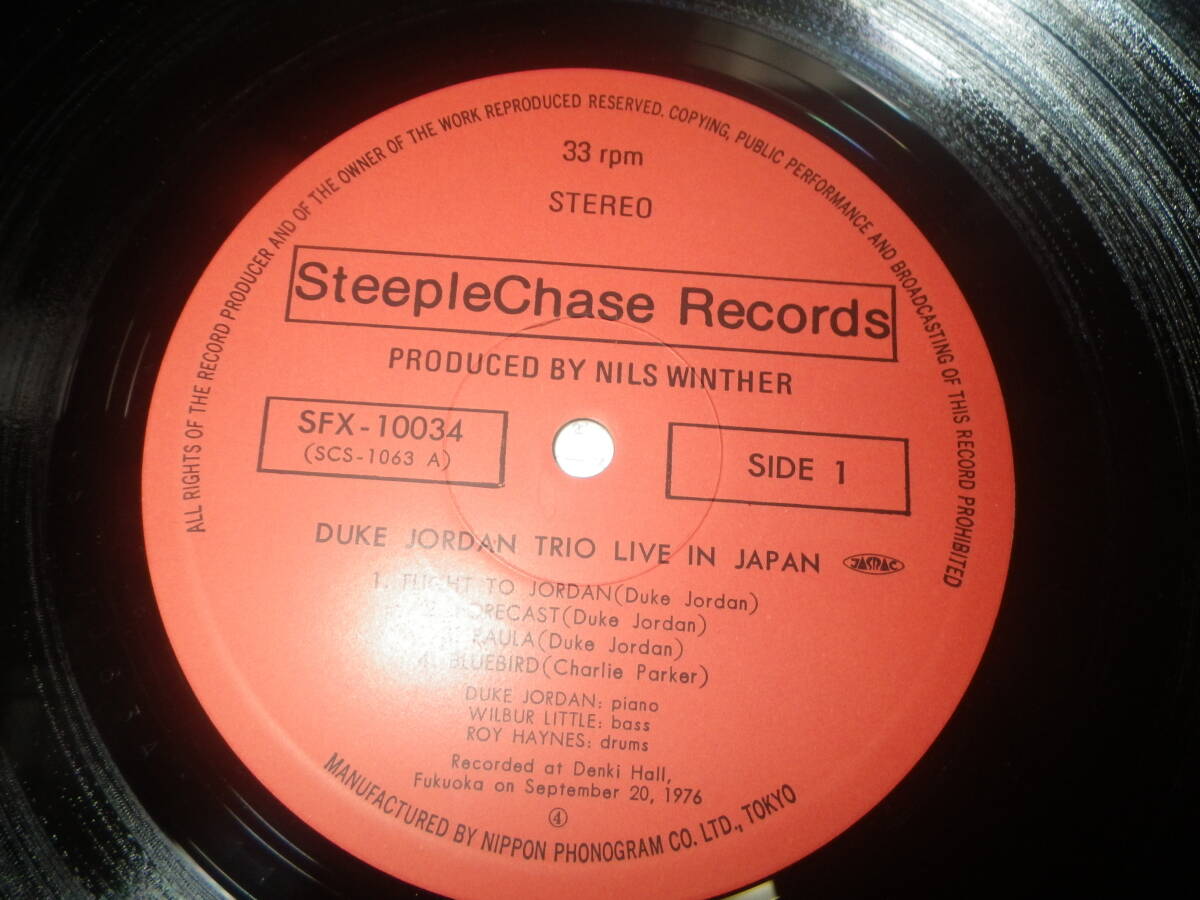 ALL RIGHTS OF THE RECORD PRODUCER AND OF THE OWNER OF THE WORK REPRODUCED RESERVED. COPYING, PUBLIC PERFORMANCE AND BROADCASTING OF THIS RECORD PROHIBITED
33 rpm
STEREO
SteepleChase Records
PRODUCED BY NILS WINTHER
SFX-10034
(SCS-1063 A)
SIDE 1
DUKE JORDAN TRIO LIVE IN JAPAN JASRAC
1. FLIGHT TO JORDAN(Duke Jordan)
FORECAST(Duke Jordan)
PAULA(Duke Jordan)
4. BLUEBIRD(Charlie Parker)
DUKE JORDAN: piano
WILBUR LITTLE: bass
ROY HAYNES: drums
Recorded at Denki Hall,
Fukuoka on September 20, 1976
④
MANUFACTURED BY NIPPON PHONOGRAM CO. LTD., TOKYO